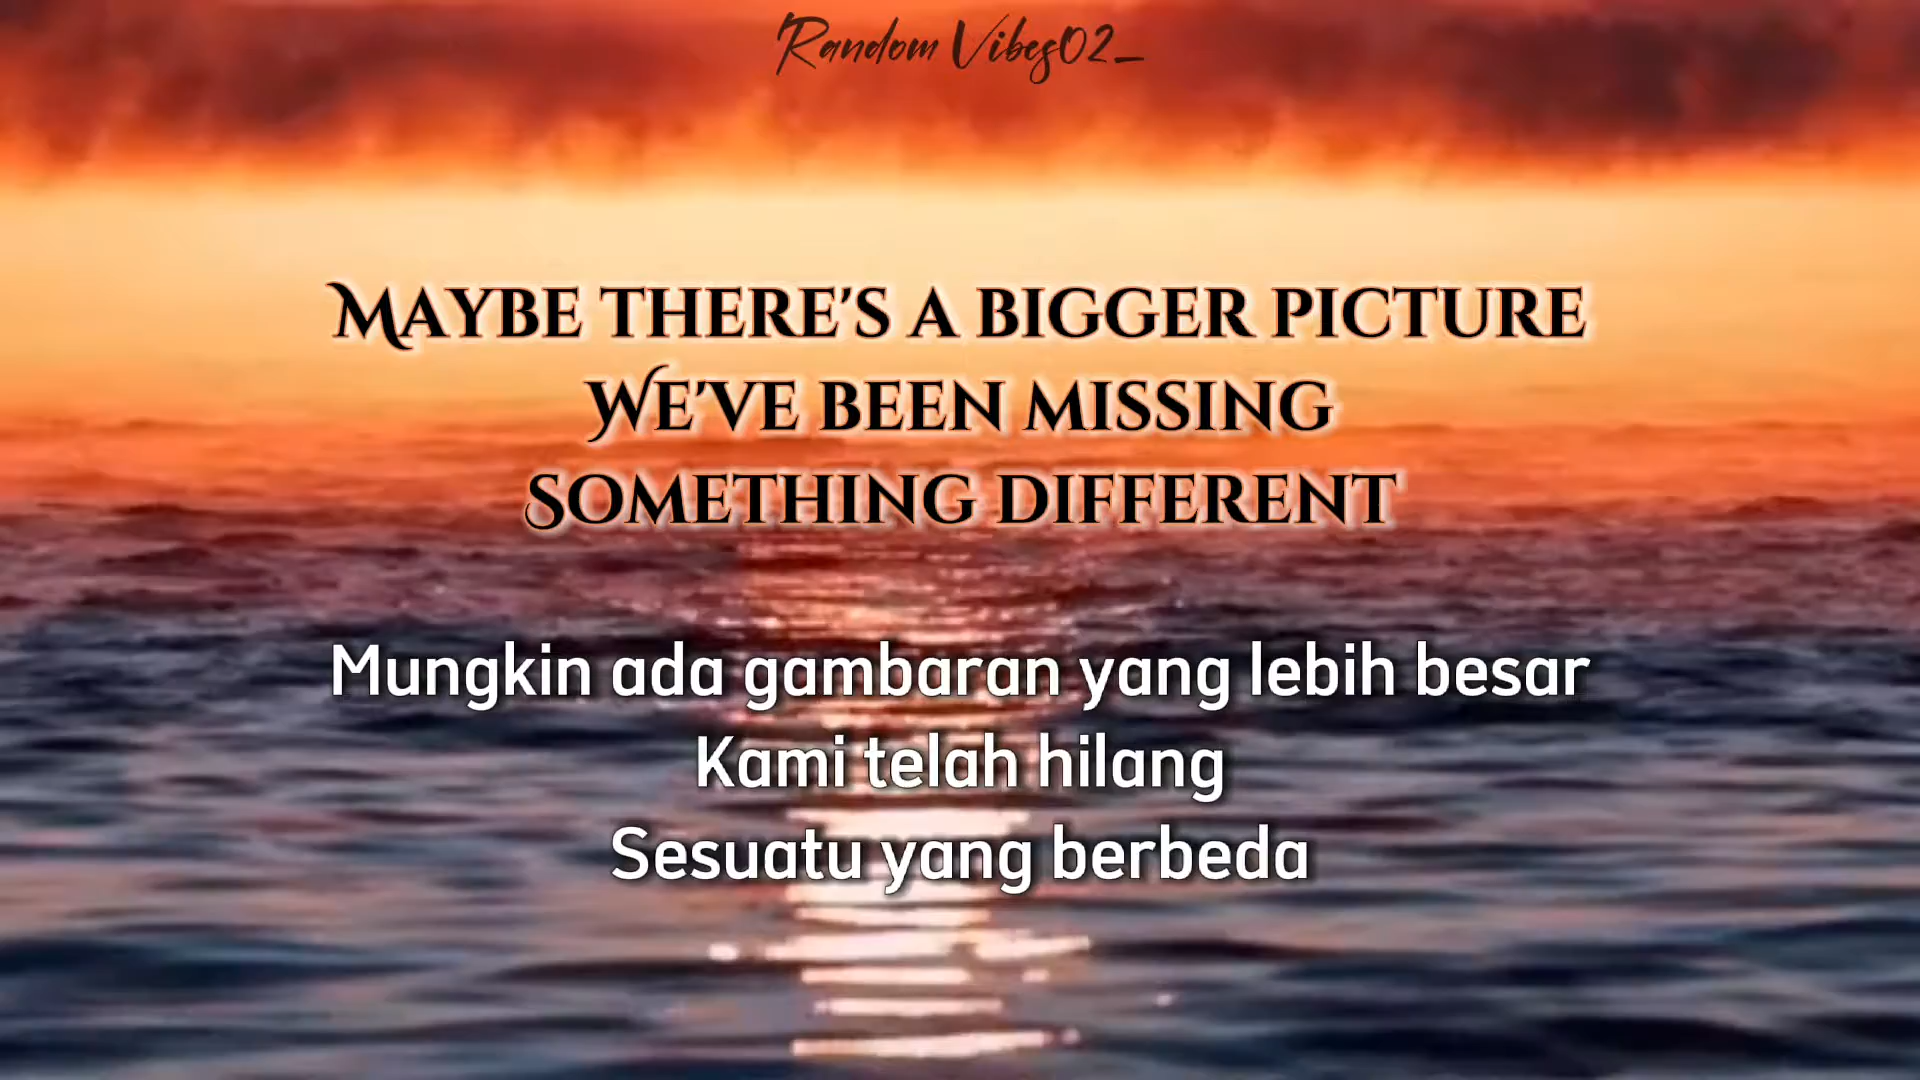 Random Vibes02_
Maybe there's a bigger picture
We've been missing
Something different
Mungkin ada gambaran yang lebih besar
Kami telah hilang
Sesuatu yang berbeda